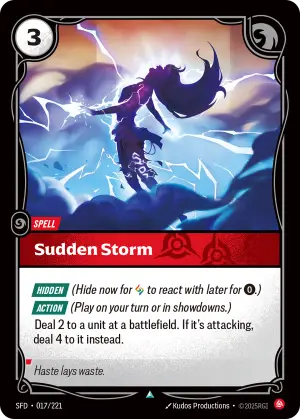 3
SPELL
Sudden Storm
HIDDEN (Hide now for to react with later for 0.)
ACTION (Play on your turn or in showdowns.)
Deal 2 to a unit at a battlefield. If it's attacking,
deal 4 to it instead.
Haste lays waste.
SFD • 017/221 Kudos Productions • ©2025RGI